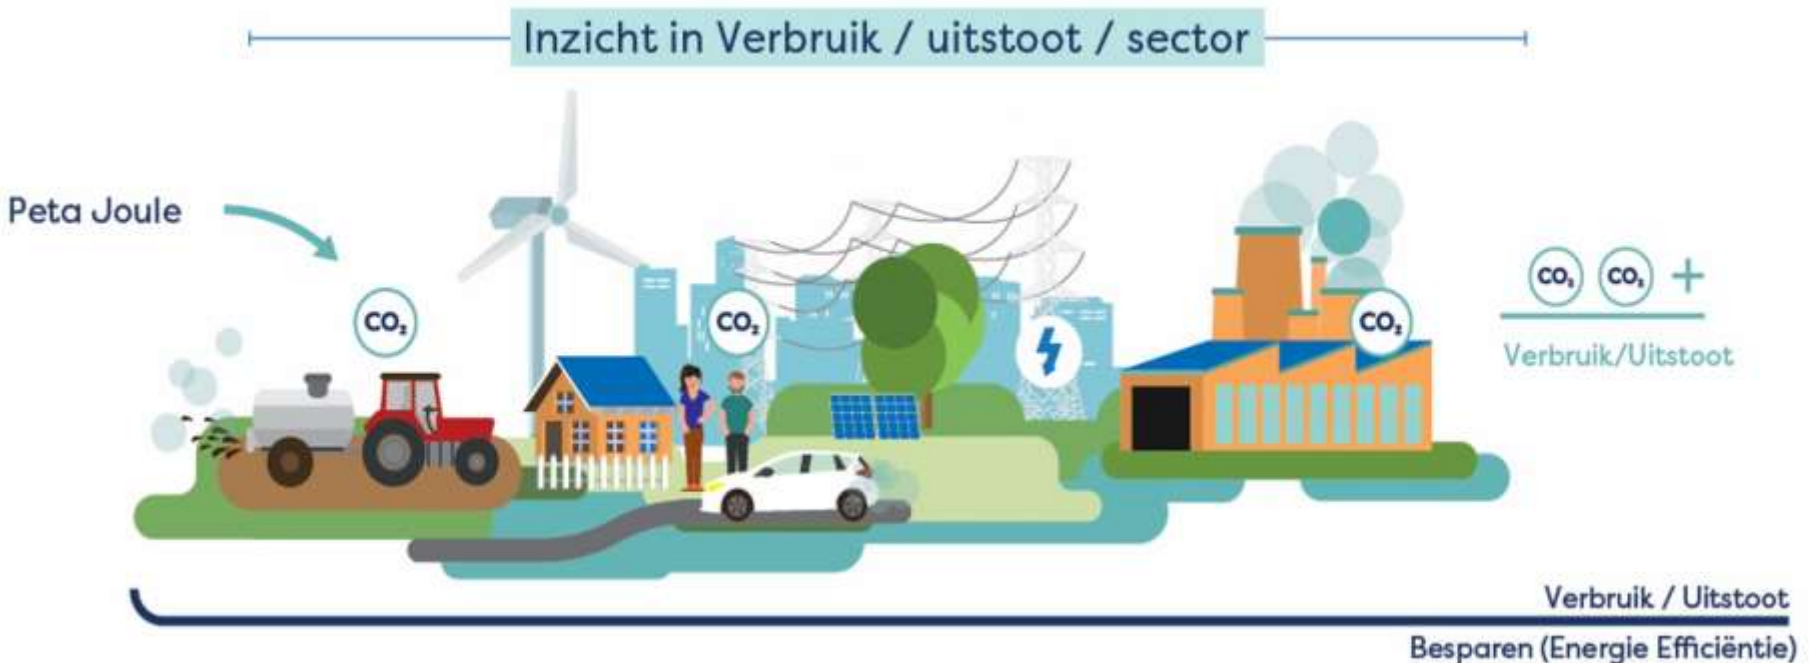 Inzicht in Verbruik / uitstoot / sector
Peta Joule
CO₂
CO₂
CO₂
CO₂ CO₂ +
Verbruik/Uitstoot
Verbruik / Uitstoot
Besparen (Energie Efficiëntie)